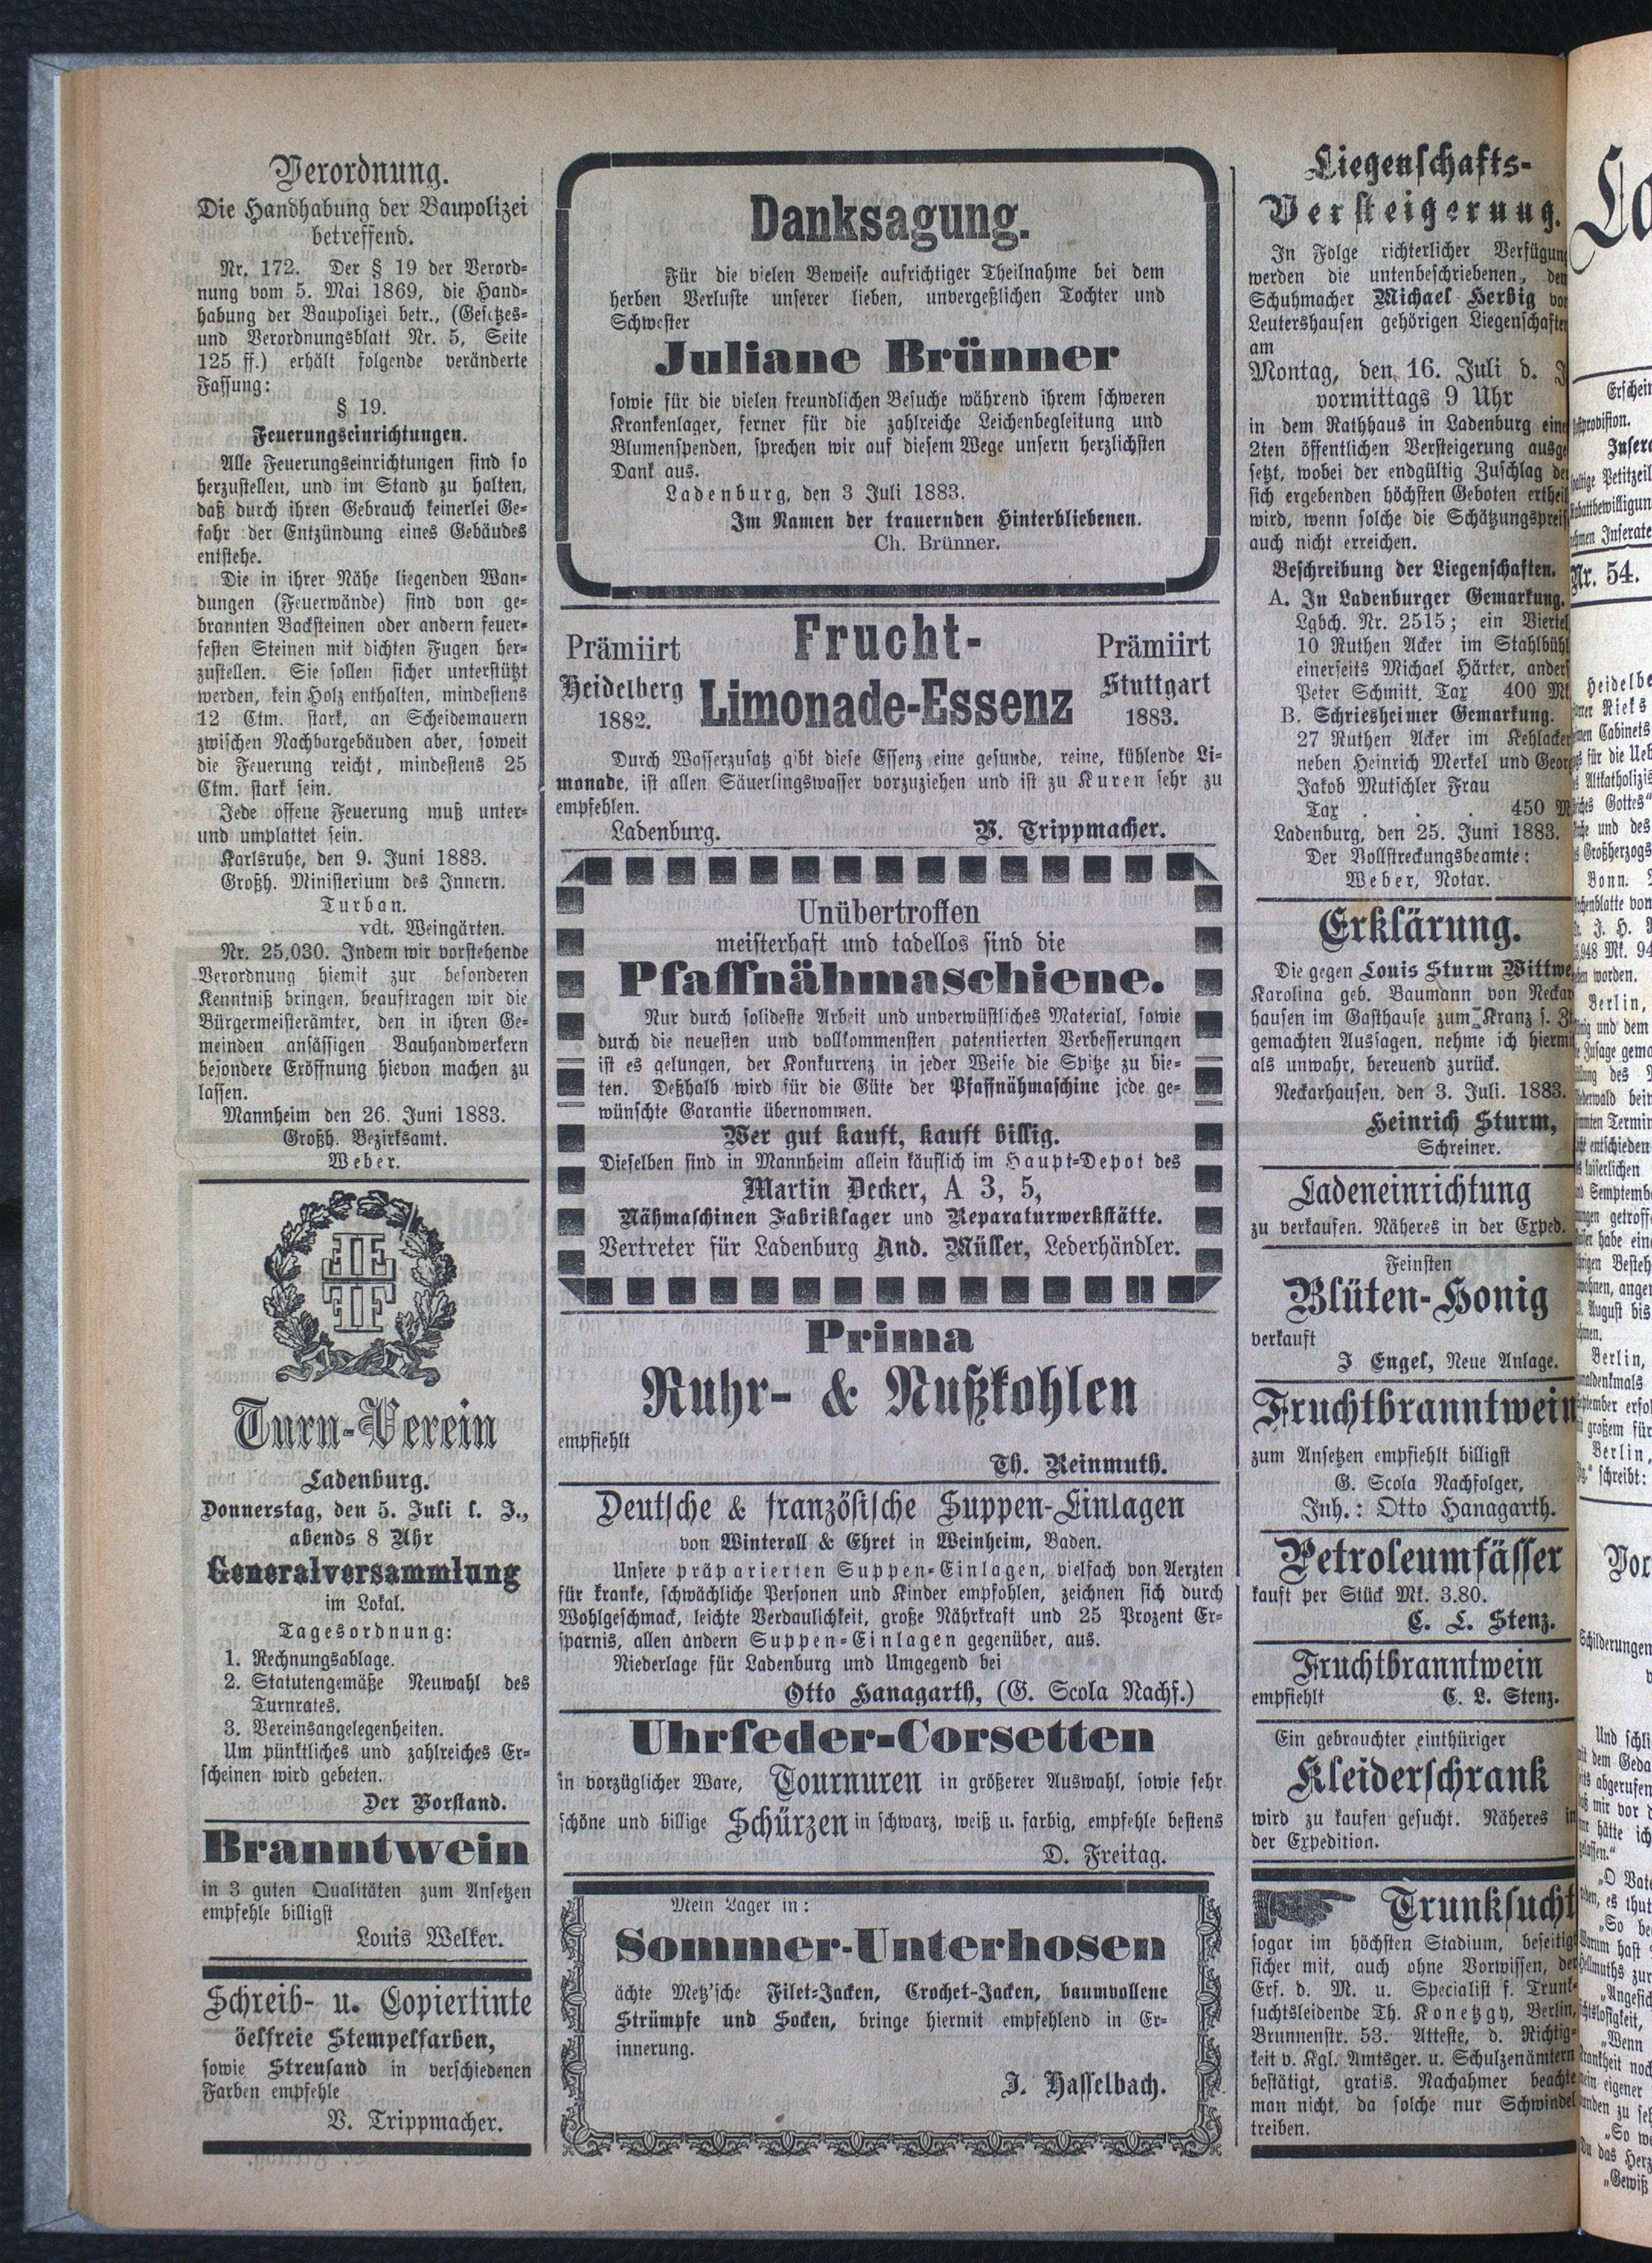 Verordnung.
Die Handhabung der Baupolizei
betreffend.
Nr. 172. Der § 19 der Verord-
nung vom 5. Mai 1869, die Hand-
habung der Baupolizei betr., (Gesetzes-
und Verordnungsblatt Nr. 5, Seite
125 ff.) erhält folgende veränderte
Fassung:
§ 19.
Feuerungseinrichtungen.
Alle Feuerungseinrichtungen sind so
herzustellen, und im Stand zu halten,
daß durch ihren Gebrauch keinerlei Ge-
fahr der Entzündung eines Gebäudes
entstehe.
Die in ihrer Nähe liegenden Wan-
dungen (Feuerwände) sind von ge-
brannten Backsteinen oder andern feuer-
festen Steinen mit dichten Fugen her-
zustellen. Sie sollen sicher unterstützt
werden, kein Holz enthalten, mindestens
12 Ctm. stark, an Scheidemauern
zwischen Nachbargebäuden aber, soweit
die Feuerung reicht, mindestens 25
Ctm. stark sein.
Jede offene Feuerung muß unter-
und umplattet sein.
Karlsruhe, den 9. Juni 1883.
Großh. Ministerium des Innern.
Turban.
vdt. Weingärten.
Nr. 25,030. Indem wir vorstehende
Verordnung hiemit zur besonderen
Kenntniß bringen, beauftragen wir die
Bürgermeisterämter, den in ihren Ge-
meinden ansässigen Bauhandwerkern
besondere Eröffnung hievon machen zu
lassen.
Mannheim den 26. Juni 1883.
Großh. Bezirksamt.
Weber.
Turn-Verein
Ladenburg.
Donnerstag, den 5. Juli l. J.,
abends 8 Uhr
Generalversammlung
im Lokal.
Tagesordnung:
1. Rechnungsablage.
2. Statutengemäße Neuwahl des
Turnrates.
3. Vereinsangelegenheiten.
Um pünktliches und zahlreiches Er-
scheinen wird gebeten.
Der Vorstand.
Branntwein
in 3 guten Qualitäten zum Ansetzen
empfehle billigst
Louis Welker.
Schreib- u. Copiertinte
öelfreie Stempelfarben,
sowie Streusand in verschiedenen
Farben empfehle
V. Trippmacher.
Danksagung.
Für die vielen Beweise aufrichtiger Theilnahme bei dem
herben Verluste unserer lieben, unvergeßlichen Tochter und
Schwester
Juliane Brünner
sowie für die vielen freundlichen Besuche während ihrem schweren
Krankenlager, ferner für die zahlreiche Leichenbegleitung und
Blumenspenden, sprechen wir auf diesem Wege unsern herzlichsten
Dank aus.
Ladenburg, den 3 Juli 1883.
Im Namen der trauernden Hinterbliebenen.
Ch. Brünner.
Prämiirt Frucht- Prämiirt
Heidelberg Limonade-Essenz Stuttgart
1882. 1883.
Durch Wasserzusatz gibt diese Essenz eine gesunde, reine, kühlende Li-
monade, ist allen Säuerlingswasser vorzuziehen und ist zu Kuren sehr zu
empfehlen.
Ladenburg. V. Trippmacher.
Unübertroffen
meisterhaft und tadellos sind die
Pfaffnähmaschiene.
Nur durch solideste Arbeit und unverwüstliches Material, sowie
durch die neuesten und vollkommensten patentierten Verbesserungen
ist es gelungen, der Konkurrenz in jeder Weise die Spitze zu bie-
ten. Deßhalb wird für die Güte der Pfaffnähmaschine jede ge-
wünschte Garantie übernommen.
Wer gut kauft, kauft billig.
Dieselben sind in Mannheim allein käuflich im Haupt-Depot des
Martin Decker, A 3, 5,
Nähmaschinen Fabriklager und Reparaturwerkstätte.
Vertreter für Ladenburg And. Müller, Lederhändler.
Prima
Ruhr- & Nußkohlen
empfiehlt
Th. Reinmuth.
Deutsche & französische Suppen-Einlagen
von Winteroll & Ehret in Weinheim, Baden.
Unsere präparierten Suppen-Einlagen, vielfach von Aerzten
für kranke, schwächliche Personen und Kinder empfohlen, zeichnen sich durch
Wohlgeschmack, leichte Verdaulichkeit, große Nährkraft und 25 Prozent Er-
sparnis, allen andern Suppen-Einlagen gegenüber, aus.
Niederlage für Ladenburg und Umgegend bei
Otto Hanagarth, (G. Scola Nachf.)
Uhrfeder-Corsetten
in vorzüglicher Ware, Tournuren in größerer Auswahl, sowie sehr
schöne und billige Schürzen in schwarz, weiß u. farbig, empfehle bestens
D. Freitag.
Mein Lager in:
Sommer-Unterhosen
ächte Metz'sche Filet-Jacken, Crochet-Jacken, baumvollene
Strümpfe und Socken, bringe hiermit empfehlend in Er-
innerung.
J. Hasselbach.
Liegenschafts-
Versteigerung.
In Folge richterlicher Verfügung
werden die untenbeschriebenen, dem
Schuhmacher Michael Herbig von
Leutershausen gehörigen Liegenschaften
am
Montag, den 16. Juli d. J
vormittags 9 Uhr
in dem Rathhaus in Ladenburg einer
2ten öffentlichen Versteigerung ausge
setzt, wobei der endgültig Zuschlag der
sich ergebenden höchsten Geboten ertheilt
wird, wenn solche die Schätzungspreise
auch nicht erreichen.
Beschreibung der Liegenschaften.
A. In Ladenburger Gemarkung.
Lgbch. Nr. 2515; ein Viertel
10 Ruthen Acker im Stahlbühl
einerseits Michael Härter, anders
Peter Schmitt, Tax 400 Mk.
B. Schriesheimer Gemarkung.
27 Ruthen Acker im Kehlacker
neben Heinrich Merkel und Georg
Jakob Mutschler Frau
Tax . . . 450 M
Ladenburg, den 25. Juni 1883.
Der Vollstreckungsbeamte:
Weber, Notar.
Erklärung.
Die gegen Louis Sturm Wittwe,
Karolina geb. Baumann von Neckar
hausen im Gasthause zum Kranz s. Zt
gemachten Aussagen, nehme ich hiermit
als unwahr, bereuend zurück.
Neckarhausen, den 3. Juli. 1883.
Heinrich Sturm,
Schreiner.
Ladeneinrichtung
zu verkaufen. Näheres in der Exped.
Feinsten
Blüten-Honig
verkauft
J Engel, Neue Anlage.
Fruchtbranntwein
zum Ansetzen empfiehlt billigst
G. Scola Nachfolger,
Inh.: Otto Hanagarth.
Petroleumfässer
kauft per Stück Mk. 3.80.
C. L. Stenz.
Fruchtbranntwein
empfiehlt C. L. Stenz.
Ein gebrauchter einthüriger
Kleiderschrank
wird zu kaufen gesucht. Näheres in
der Expedition.
Trunksucht
sogar im höchsten Stadium, beseitigt
sicher mit, auch ohne Vorwissen, der
Erf. d. M. u. Specialist f. Trunk-
suchtsleidende Th. Konetzgy, Berlin,
Brunnenstr. 53. Atteste, d. Richtig-
keit v. Kgl. Amtsger. u. Schulzenämtern
bestätigt, gratis. Nachahmer beachte
man nicht, da solche nur Schwindel
treiben.
Nr. 54.